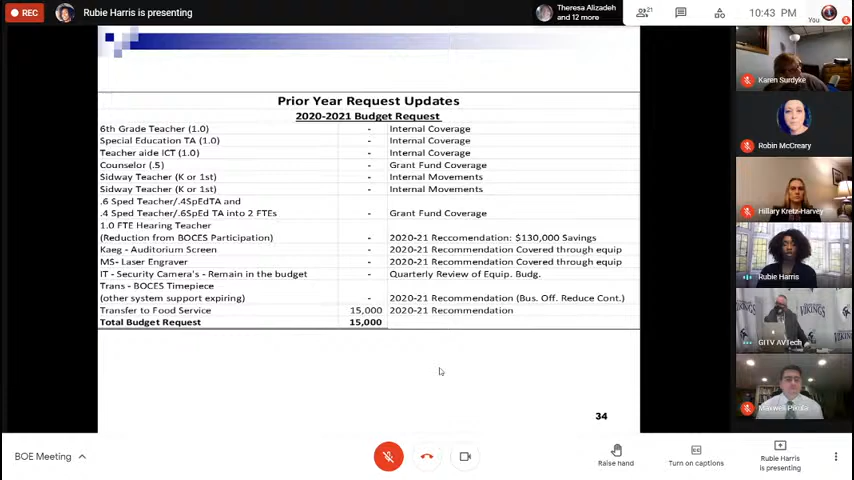 REC
Rubie Harris is presenting
Theresa Alizadeh
and 12 more
21
10:43 PM
You
Prior Year Request Updates
2020-2021 Budget Request
6th Grade Teacher (1.0) - Internal Coverage
Special Education TA (1.0) - Internal Coverage
Teacher aide ICT (1.0) - Internal Coverage
Counselor (.5) - Grant Fund Coverage
Sidway Teacher (K or 1st) - Internal Movements
Sidway Teacher (K or 1st) - Internal Movements
.6 Sped Teacher/.4SpEdTA and
.4 Sped Teacher/.6SpEd TA into 2 FTEs - Grant Fund Coverage
1.0 FTE Hearing Teacher
(Reduction from BOCES Participation) - 2020-21 Reccomendation: $130,000 Savings
Kaeg - Auditorium Screen - 2020-21 Recommendation Covered through equip
MS- Laser Engraver - 2020-21 Recommendation Covered through equip
IT - Security Camera's - Remain in the budget - Quarterly Review of Equip. Budg.
Trans - BOCES Timepiece
(other system support expiring) - 2020-21 Recommendation (Bus. Off. Reduce Cont.)
Transfer to Food Service 15,000 2020-21 Recommendation
Total Budget Request 15,000
34
Karen Surdyke
Robin McCreary
Hillary Kretz-Harvey
Rubie Harris
VIKINGS
GITV AVTech
BOE Meeting
Raise hand
Turn on captions
Rubie Harris
is presenting